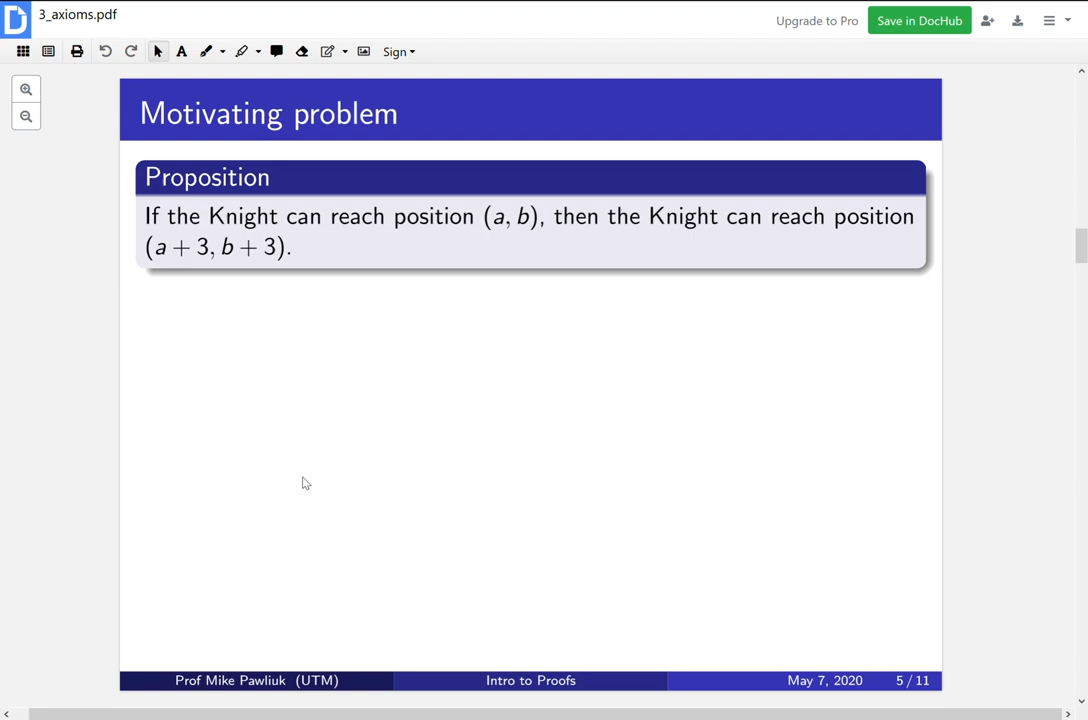 3_axioms.pdf
Upgrade to Pro
Save in DocHub
A
Sign
Motivating problem
Proposition
If the Knight can reach position (a, b), then the Knight can reach position
(a + 3, b + 3).
Prof Mike Pawliuk (UTM)
Intro to Proofs
May 7, 2020
5 / 11